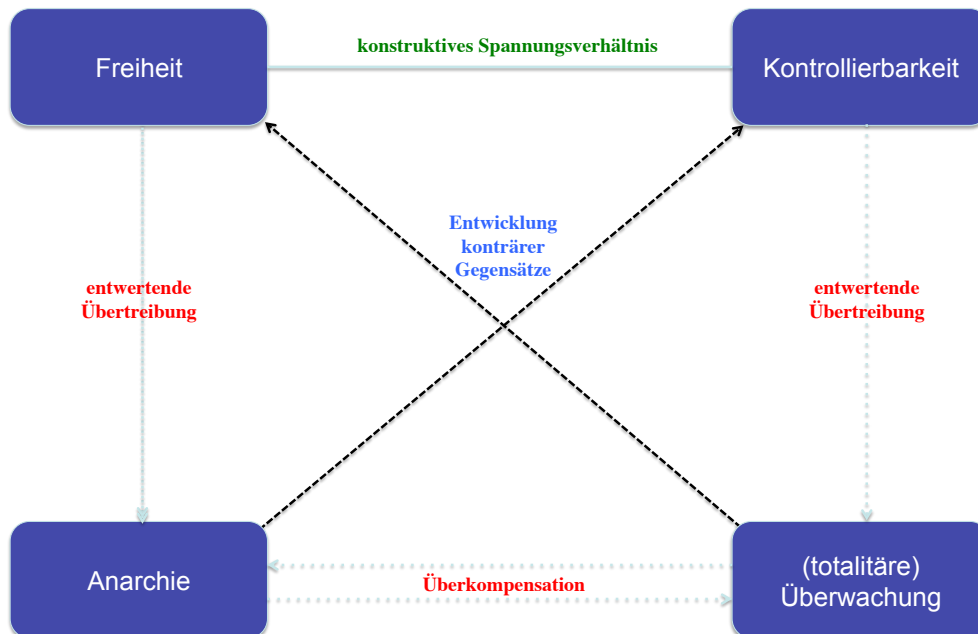 konstruktives Spannungsverhältnis
Freiheit
Kontrollierbarkeit
Entwicklung
konträrer
Gegensätze
entwertende
Übertreibung
entwertende
Übertreibung
Anarchie
Überkompensation
(totalitäre)
Überwachung